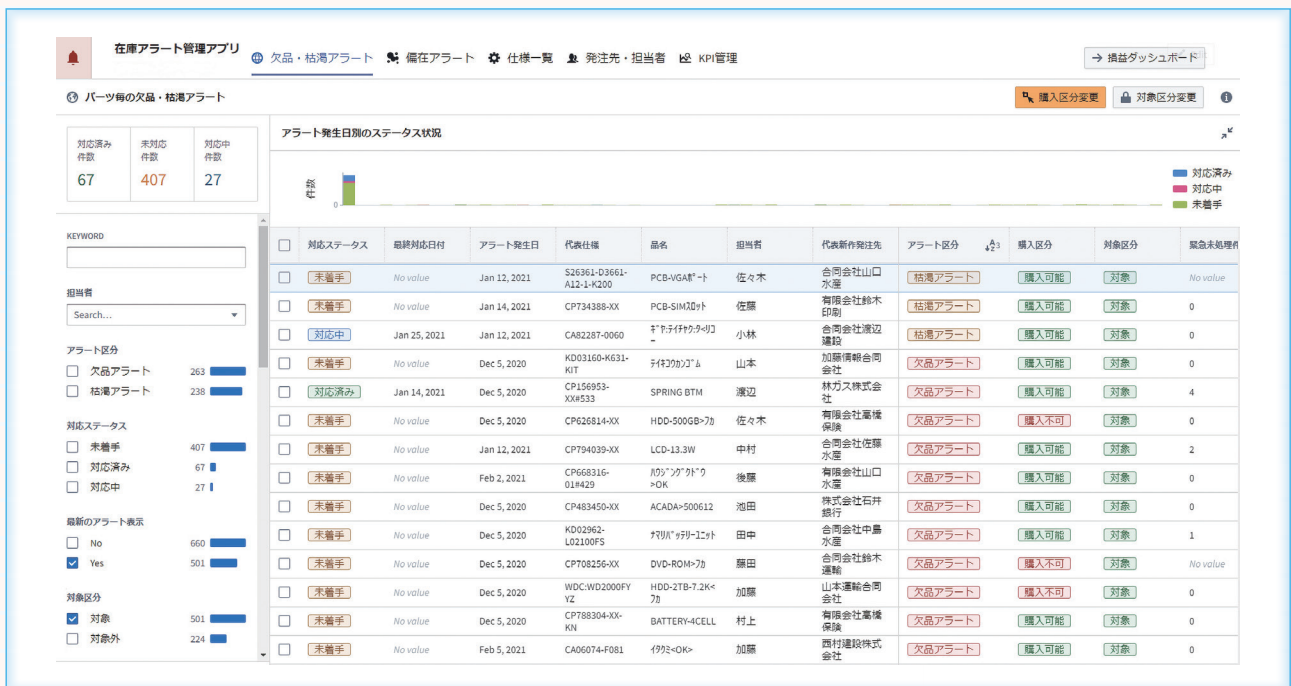 在庫アラート管理アプリ
欠品・枯渇アラート 偏在アラート 仕様一覧 発注先・担当者 KPI管理
→ 損益ダッシュボード
パーツ毎の欠品・枯渇アラート
購入区分変更 対象区分変更
対応済み件数 67
未対応件数 407
対応中件数 27
アラート発生日別のステータス状況
件数
0
対応済み
対応中
未着手
KEYWORD
担当者
Search...
アラート区分
欠品アラート 263
枯渇アラート 238
対応ステータス
未着手 407
対応済み 67
対応中 27
最新のアラート表示
No 660
Yes 501
対象区分
対象 501
対象外 224
対応ステータス 最終対応日付 アラート発生日 代表仕様 品名 担当者 代表新作発注先 アラート区分 購入区分 対象区分 緊急未処理件
未着手 No value Jan 12, 2021 S26361-D3661-A12-1-K200 PCB-VGAﾎﾟｰﾄ 佐々木 合同会社山口水産 枯渇アラート 購入可能 対象 No value
未着手 No value Jan 14, 2021 CP734388-XX PCB-SIMｽﾛｯﾄ 佐藤 有限会社鈴木印刷 枯渇アラート 購入可能 対象 0
対応中 Jan 25, 2021 Jan 12, 2021 CA82287-0060 小林 合同会社渡辺建設 枯渇アラート 購入可能 対象 0
未着手 No value Dec 5, 2020 KD03160-K631-KIT ﾃｲｷｺｳｶﾝｺﾞﾑ 山本 加藤情報合同会社 欠品アラート 購入可能 対象 0
対応済み Jan 14, 2021 Dec 5, 2020 CP156953-XX#533 SPRING BTM 渡辺 林ガス株式会社 欠品アラート 購入可能 対象 4
未着手 No value Dec 5, 2020 CP626814-XX HDD-500GB>ﾌｶ 佐々木 有限会社高橋保険 欠品アラート 購入不可 対象 0
未着手 No value Jan 12, 2021 CP794039-XX LCD-13.3W 中村 合同会社佐藤水産 欠品アラート 購入可能 対象 2
未着手 No value Feb 2, 2021 CP668316-01#429 後藤 有限会社山口水産 欠品アラート 購入可能 対象 0
未着手 No value Dec 5, 2020 CP483450-XX ACADA>500612 池田 株式会社石井銀行 欠品アラート 購入可能 対象 0
未着手 No value Dec 5, 2020 KD02962-L02100FS ﾅﾏﾘﾊﾞｯﾃﾘｰﾕﾆｯﾄ 田中 合同会社中島水産 欠品アラート 購入可能 対象 1
未着手 No value Dec 5, 2020 CP708256-XX DVD-ROM>ﾌｶ 藤田 合同会社鈴木運輸 欠品アラート 購入不可 対象 No value
未着手 No value Dec 5, 2020 WDC:WD2000FYYZ HDD-2TB-7.2K<ﾌｶ 加藤 山本運輸合同会社 欠品アラート 購入不可 対象 0
未着手 No value Dec 5, 2020 CP788304-XX-KN BATTERY-4CELL 村上 有限会社高橋保険 欠品アラート 購入可能 対象 0
未着手 No value Feb 5, 2021 CA06074-F081 ｲﾀｳﾐ<OK> 加藤 西村建設株式会社 欠品アラート 購入可能 対象 0